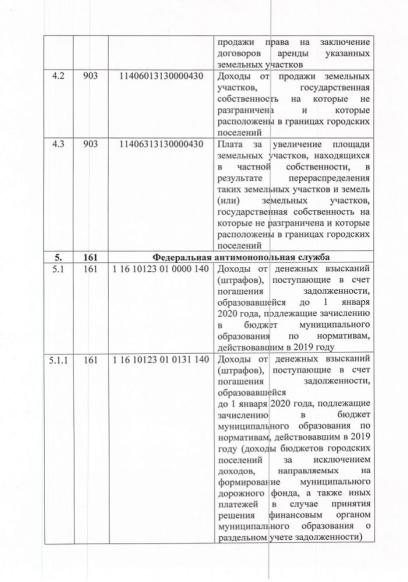 продажи права на заключение
договоров аренды указанных
земельных участков
4.2 903 11406013130000430 Доходы от продажи земельных
участков, государственная
собственность на которые не
разграничена и которые
расположены в границах городских
поселений
4.3 903 11406313130000430 Плата за увеличение площади
земельных участков, находящихся
в частной собственности, в
результате перераспределения
таких земельных участков и земель
(или) земельных участков,
государственная собственность на
которые не разграничена и которые
расположены в границах городских
поселений
5. 161 Федеральная антимонопольная служба
5.1 161 1 16 10123 01 0000 140 Доходы от денежных взысканий
(штрафов), поступающие в счет
погашения задолженности,
образовавшейся до 1 января
2020 года, подлежащие зачислению
в бюджет муниципального
образования по нормативам,
действовавшим в 2019 году
5.1.1 161 1 16 10123 01 0131 140 Доходы от денежных взысканий
(штрафов), поступающие в счет
погашения задолженности,
образовавшейся
до 1 января 2020 года, подлежащие
зачислению в бюджет
муниципального образования по
нормативам, действовавшим в 2019
году (доходы бюджетов городских
поселений за исключением
доходов, направляемых на
формирование муниципального
дорожного фонда, а также иных
платежей в случае принятия
решения финансовым органом
муниципального образования о
раздельном учете задолженности)